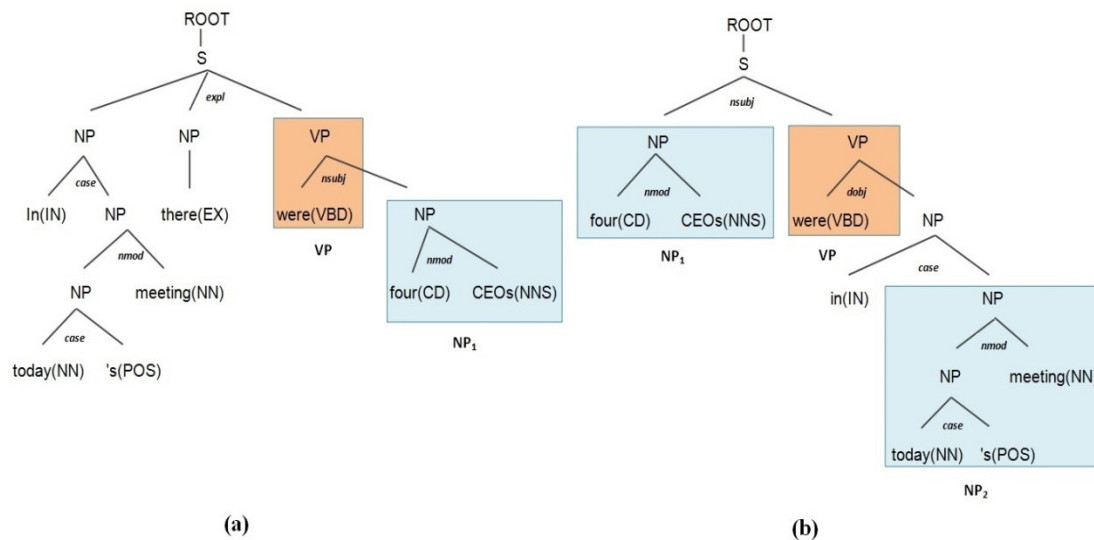 ROOT
S
expl
NP NP VP
case nsubj
In(IN) NP there(EX) were(VBD) NP
VP
nmod nmod
NP meeting(NN) four(CD) CEOs(NNS)
NP₁
case
today(NN) 's(POS)
(a)
ROOT
S
nsubj
NP VP
nmod dobj
four(CD) CEOs(NNS) were(VBD) NP
NP₁ VP
case
in(IN) NP
nmod
NP meeting(NN)
case
today(NN) 's(POS)
NP₂
(b)